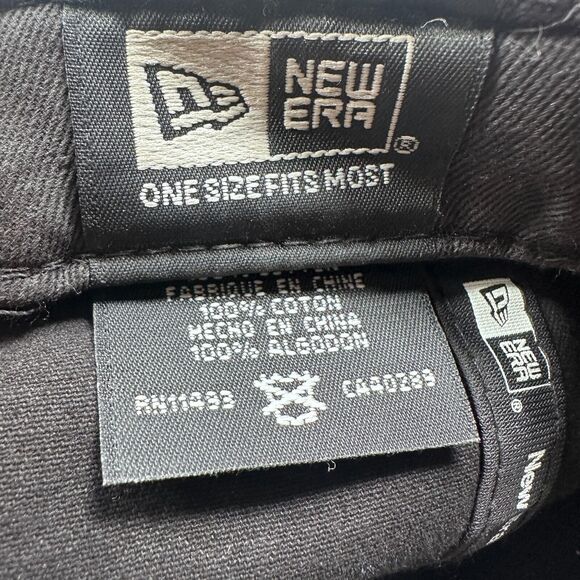 NEW
ERA
®
ONE SIZE FITS MOST
FABRIQUE EN CHINE
100% COTON
HECHO EN CHINA
100% ALGODON
RN11493 CA40289
NEW
ERA
®
New